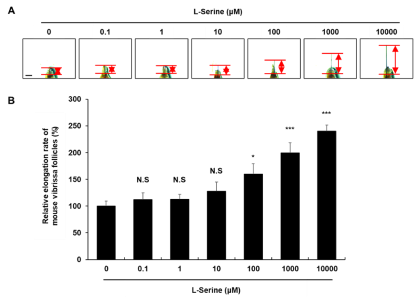 A
L-Serine (µM)
0 0.1 1 10 100 1000 10000
B
Relative elongation rate of
mouse vibrissa follicies (%)
300
250
200
150
100
50
0
N.S N.S N.S * *** ***
0 0.1 1 10 100 1000 10000
L-Serine (µM)